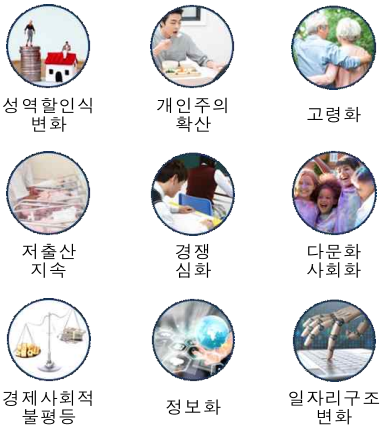 성역할인식
변화
개인주의
확산
고령화
저출산
지속
경쟁
심화
다문화
사회화
경제사회적
불평등
정보화
일자리구조
변화